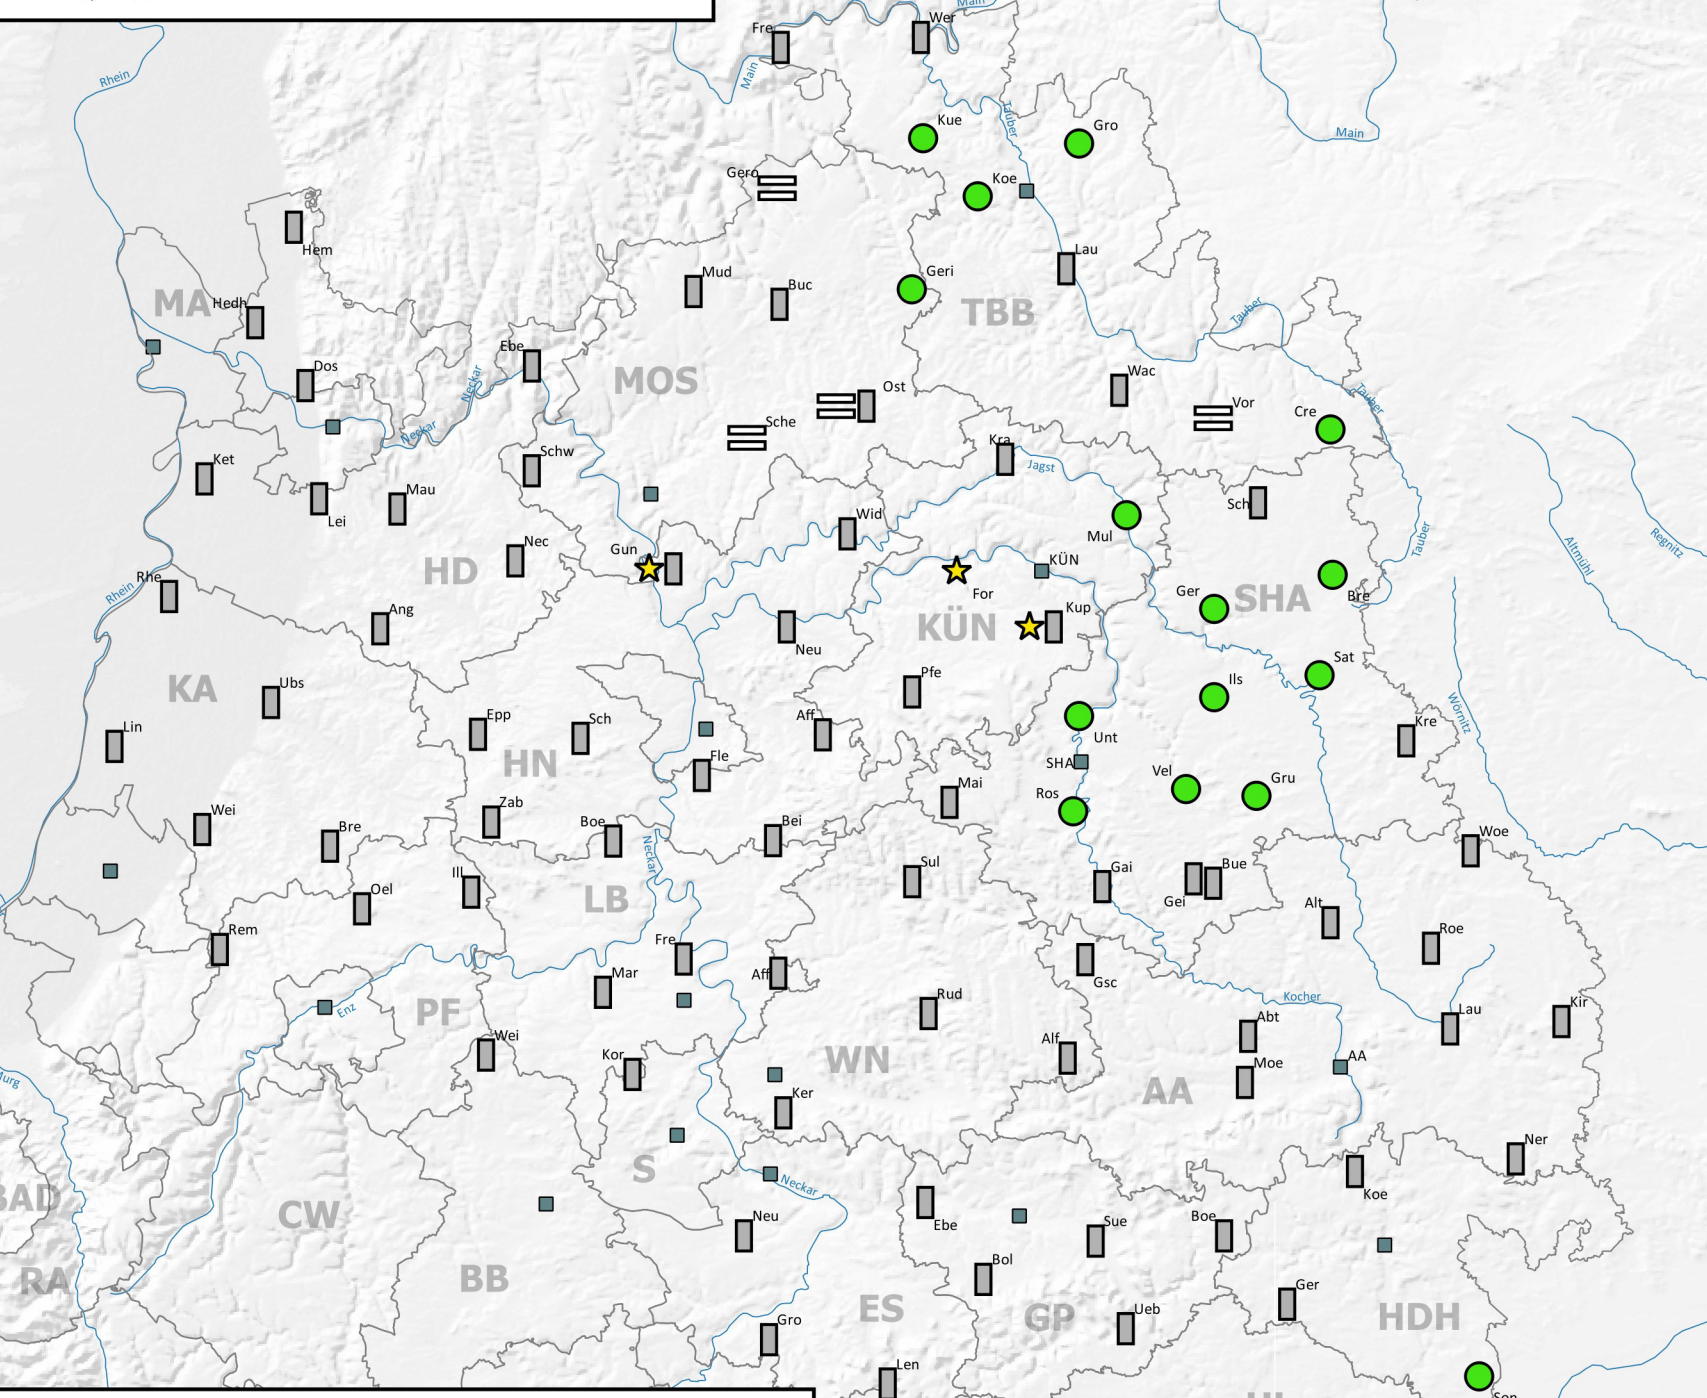 Main
Wer
Fre
Rhein
Main
Tauber
Kue
Gro
Main
Gero
Koe
Hem
Lau
Mud
Buc
Geri
MA
Hedh
TBB
Tauber
Ebe
Dos
MOS
Neckar
Wac
Ost
Tauber
Vor
Cre
Sche
Neckar
Kra
Schw
Ket
Jagst
Mau
Sch
Lei
Wid
Mul
Nec
Gun
Tauber
Regnitz
Altmühl
HD
KÜN
Rhe
Rhein
For
Ger
SHA
Bre
Ang
Kup
KÜN
Neu
Sat
KA
Ubs
Pfe
Ils
Epp
Sch
Aff
Wörnitz
Kre
Lin
Unt
HN
Fle
SHA
Vel
Gru
Mai
Ros
Zab
Wei
Bre
Boe
Bei
Woe
Neckar
Sul
Gai
Bue
Ill
Oel
LB
Gei
Alt
Rem
Fre
Roe
Mar
Aff
Gsc
Rud
Kocher
Enz
PF
Lau
Kir
Abt
Wei
Alf
Kor
WN
AA
Moe
Murg
Ker
AA
Ner
S
Neckar
BAD
Koe
CW
Neu
Ebe
Sue
Boe
Bol
RA
BB
Ger
ES
GP
Ueb
HDH
Gro
Len